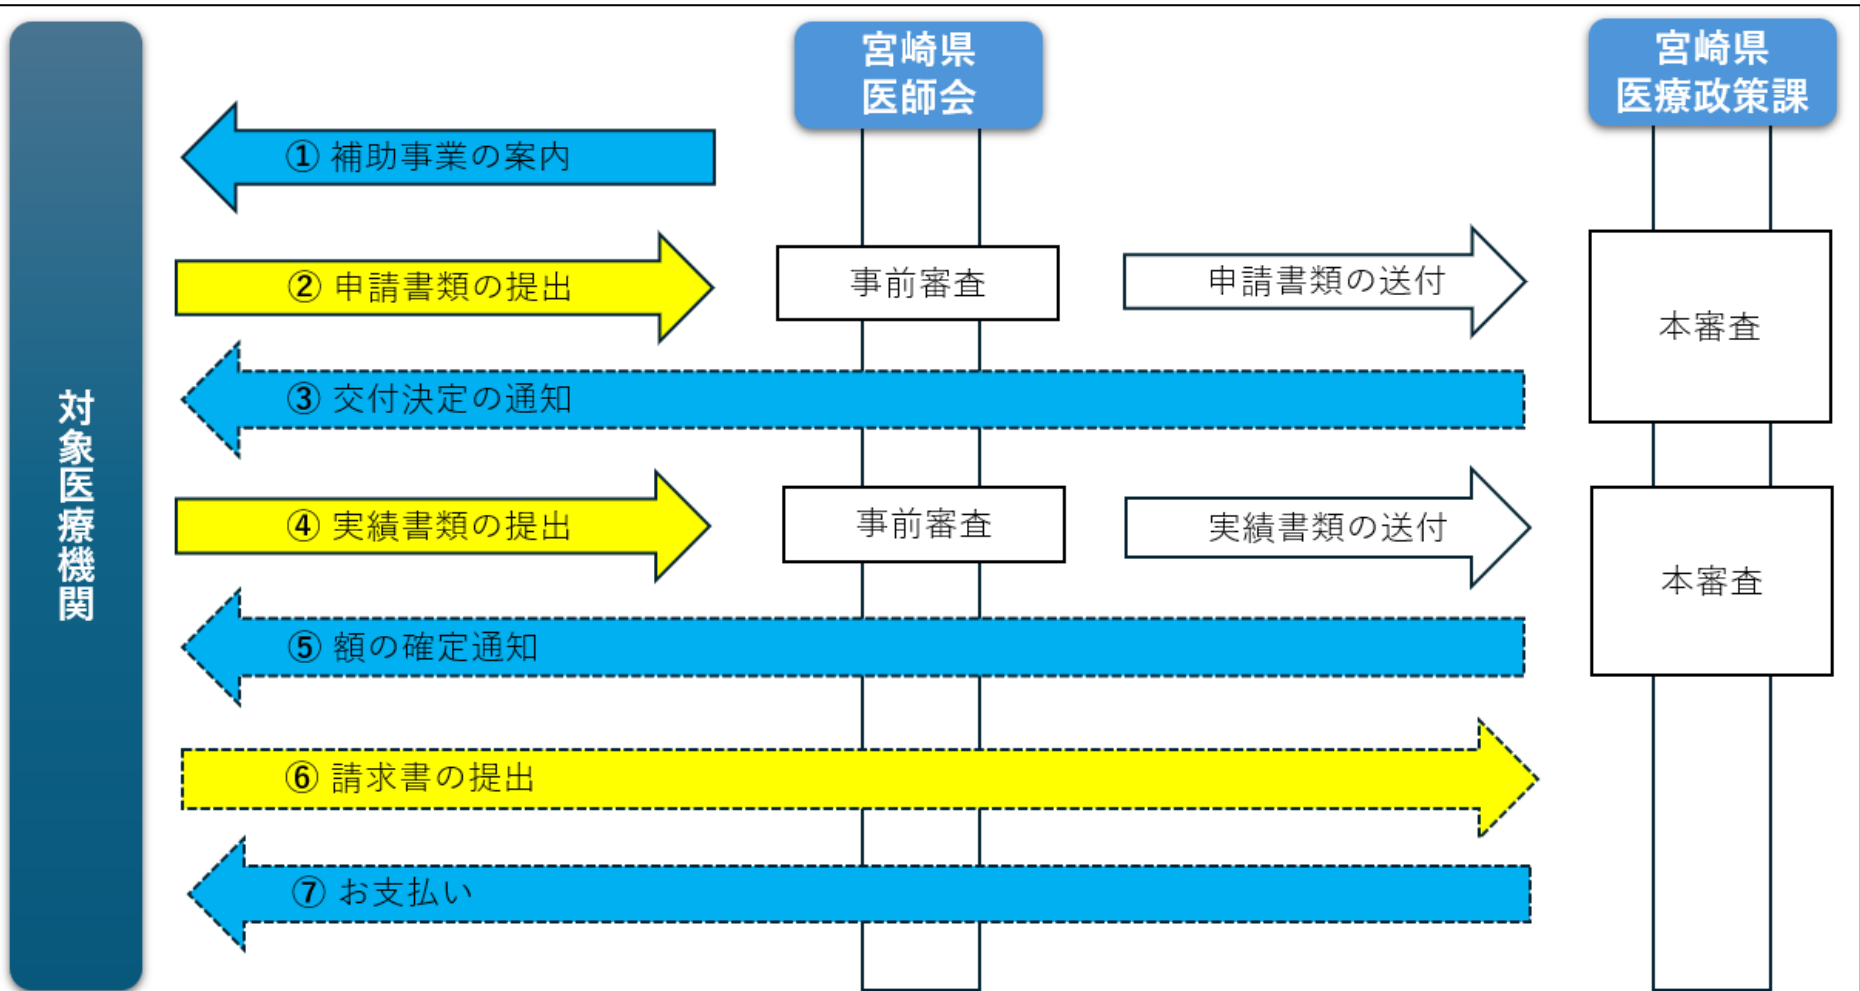 宮崎県
医師会
宮崎県
医療政策課
対象医療機関
① 補助事業の案内
② 申請書類の提出
事前審査
申請書類の送付
本審査
③ 交付決定の通知
④ 実績書類の提出
事前審査
実績書類の送付
本審査
⑤ 額の確定通知
⑥ 請求書の提出
⑦ お支払い